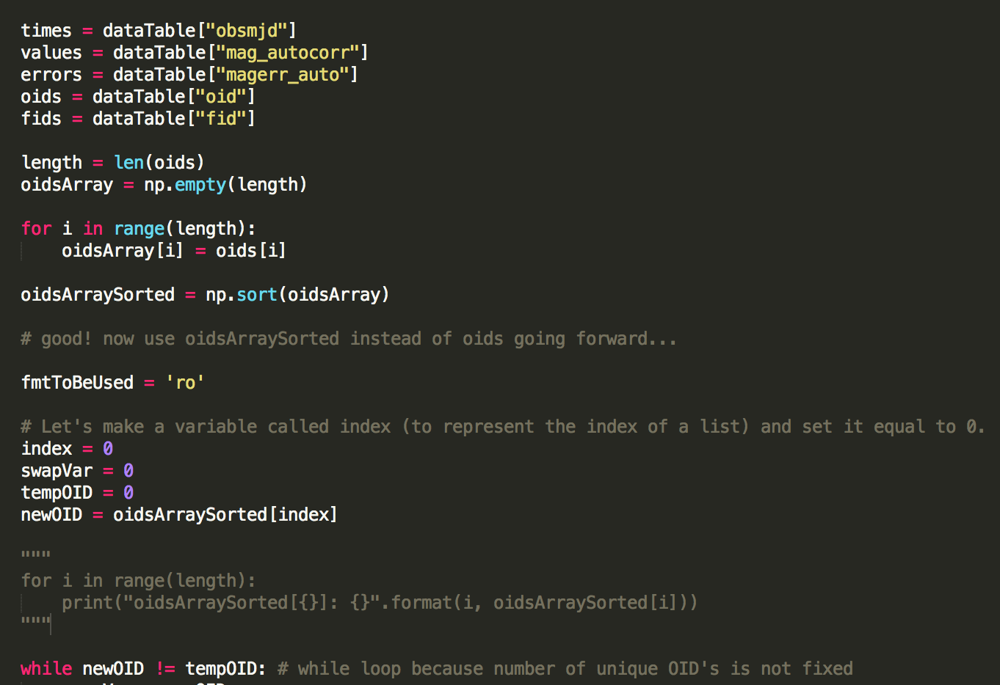 times = dataTable["obsmjd"]
values = dataTable["mag_autocorr"]
errors = dataTable["magerr_auto"]
oids = dataTable["oid"]
fids = dataTable["fid"]
length = len(oids)
oidsArray = np.empty(length)
for i in range(length):
    oidsArray[i] = oids[i]
oidsArraySorted = np.sort(oidsArray)
# good! now use oidsArraySorted instead of oids going forward...
fmtToBeUsed = 'ro'
# Let's make a variable called index (to represent the index of a list) and set it equal to 0.
index = 0
swapVar = 0
tempOID = 0
newOID = oidsArraySorted[index]
"""
for i in range(length):
    print("oidsArraySorted[{}]: {}".format(i, oidsArraySorted[i]))
"""
while newOID != tempOID: # while loop because number of unique OID's is not fixed